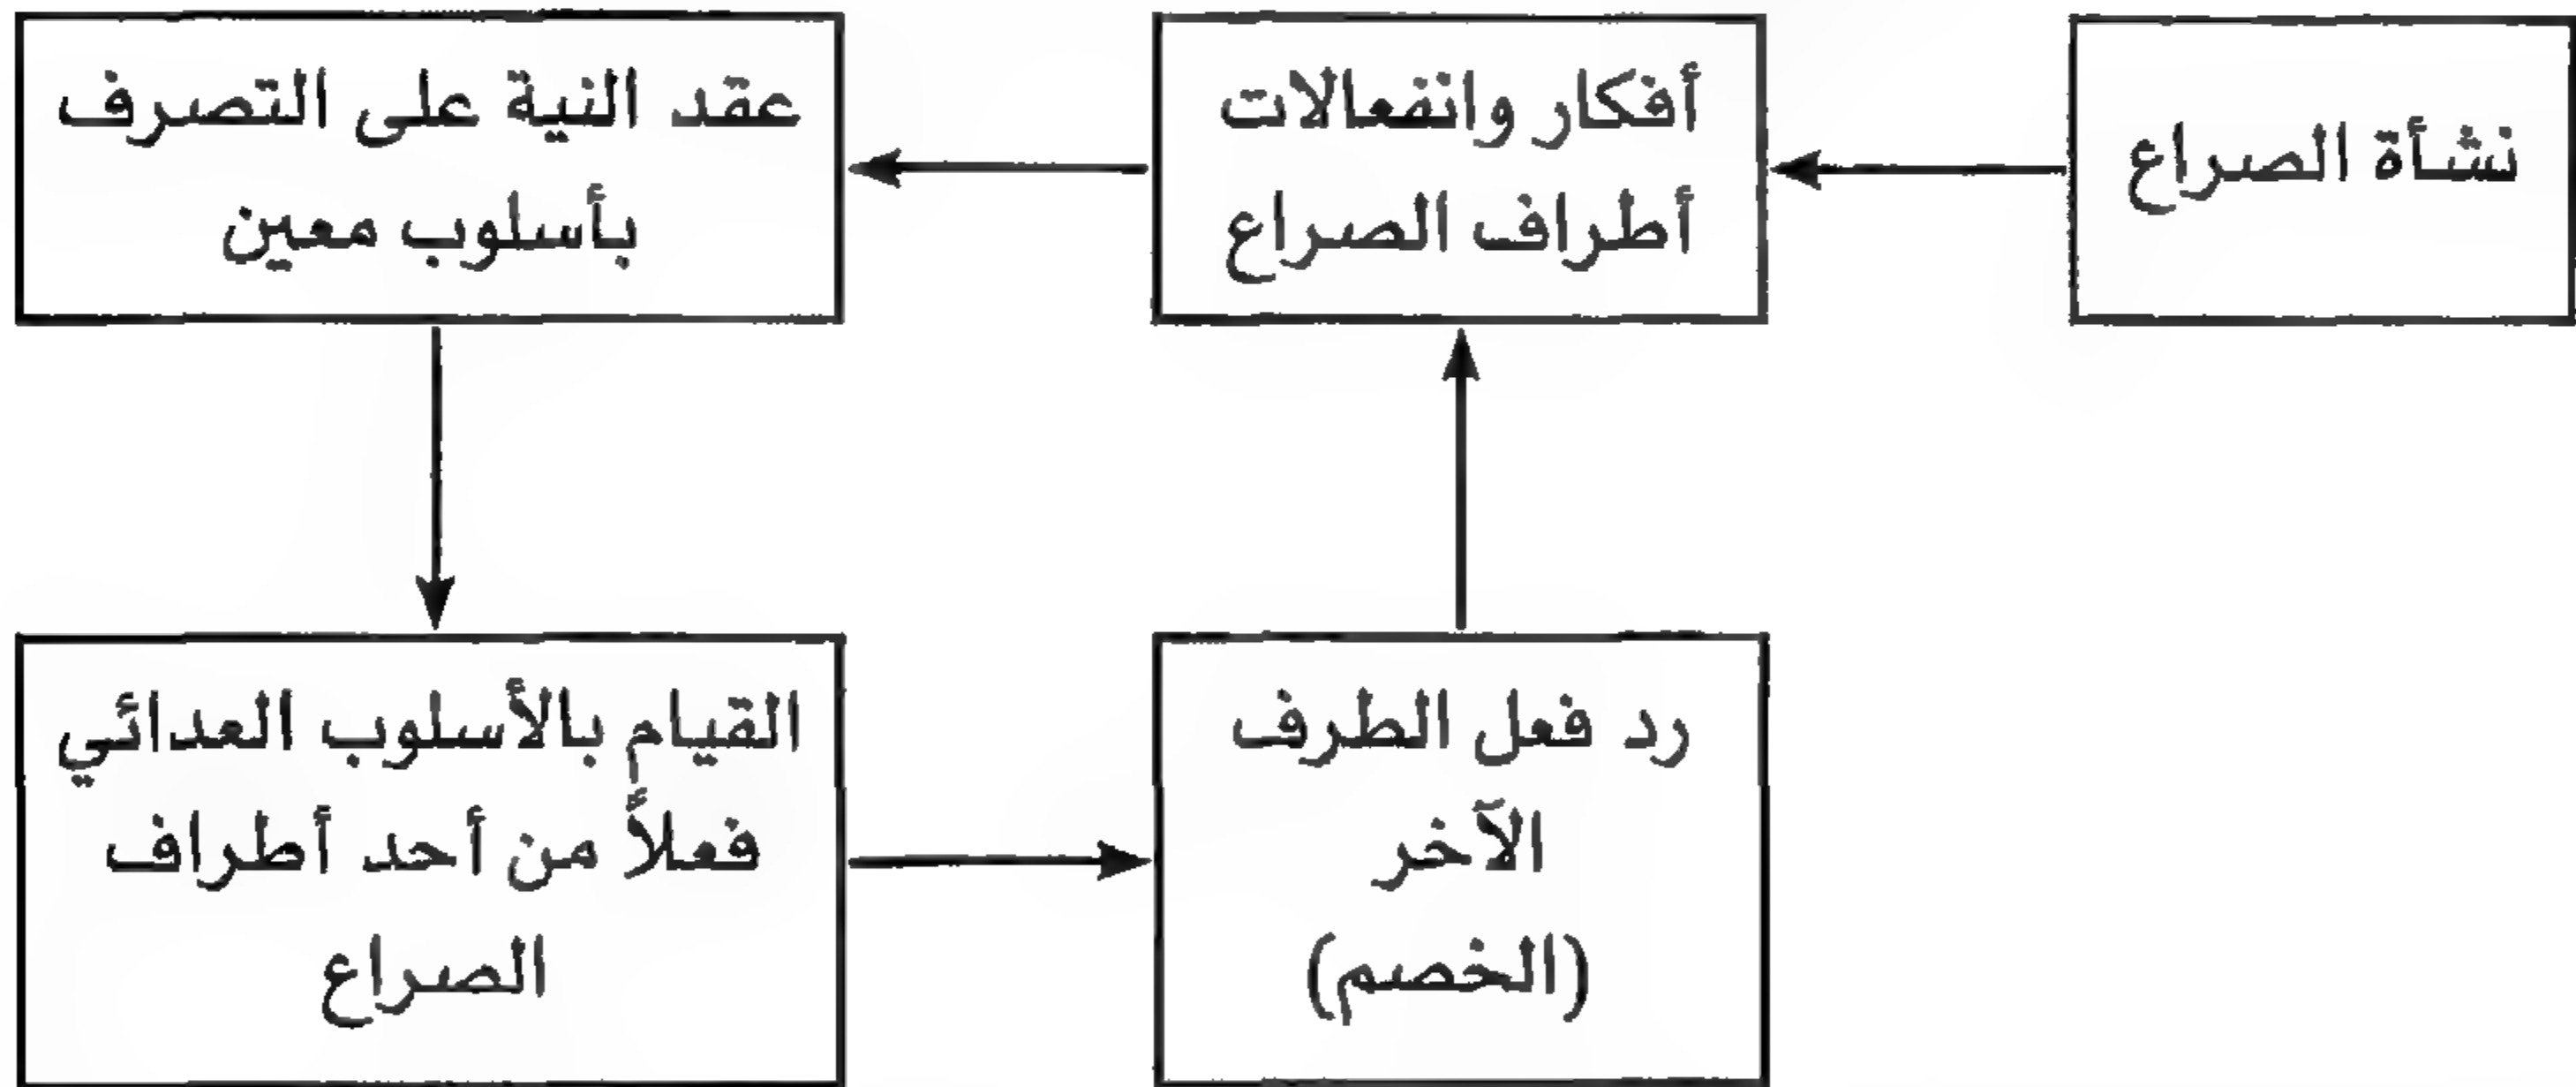 نشأة الصراع
أفكار وانفعالات
أطراف الصراع
عقد النية على التصرف
بأسلوب معين
القيام بالأسلوب العدائي
فعلاً من أحد أطراف
الصراع
رد فعل الطرف
الآخر
(الخصم)